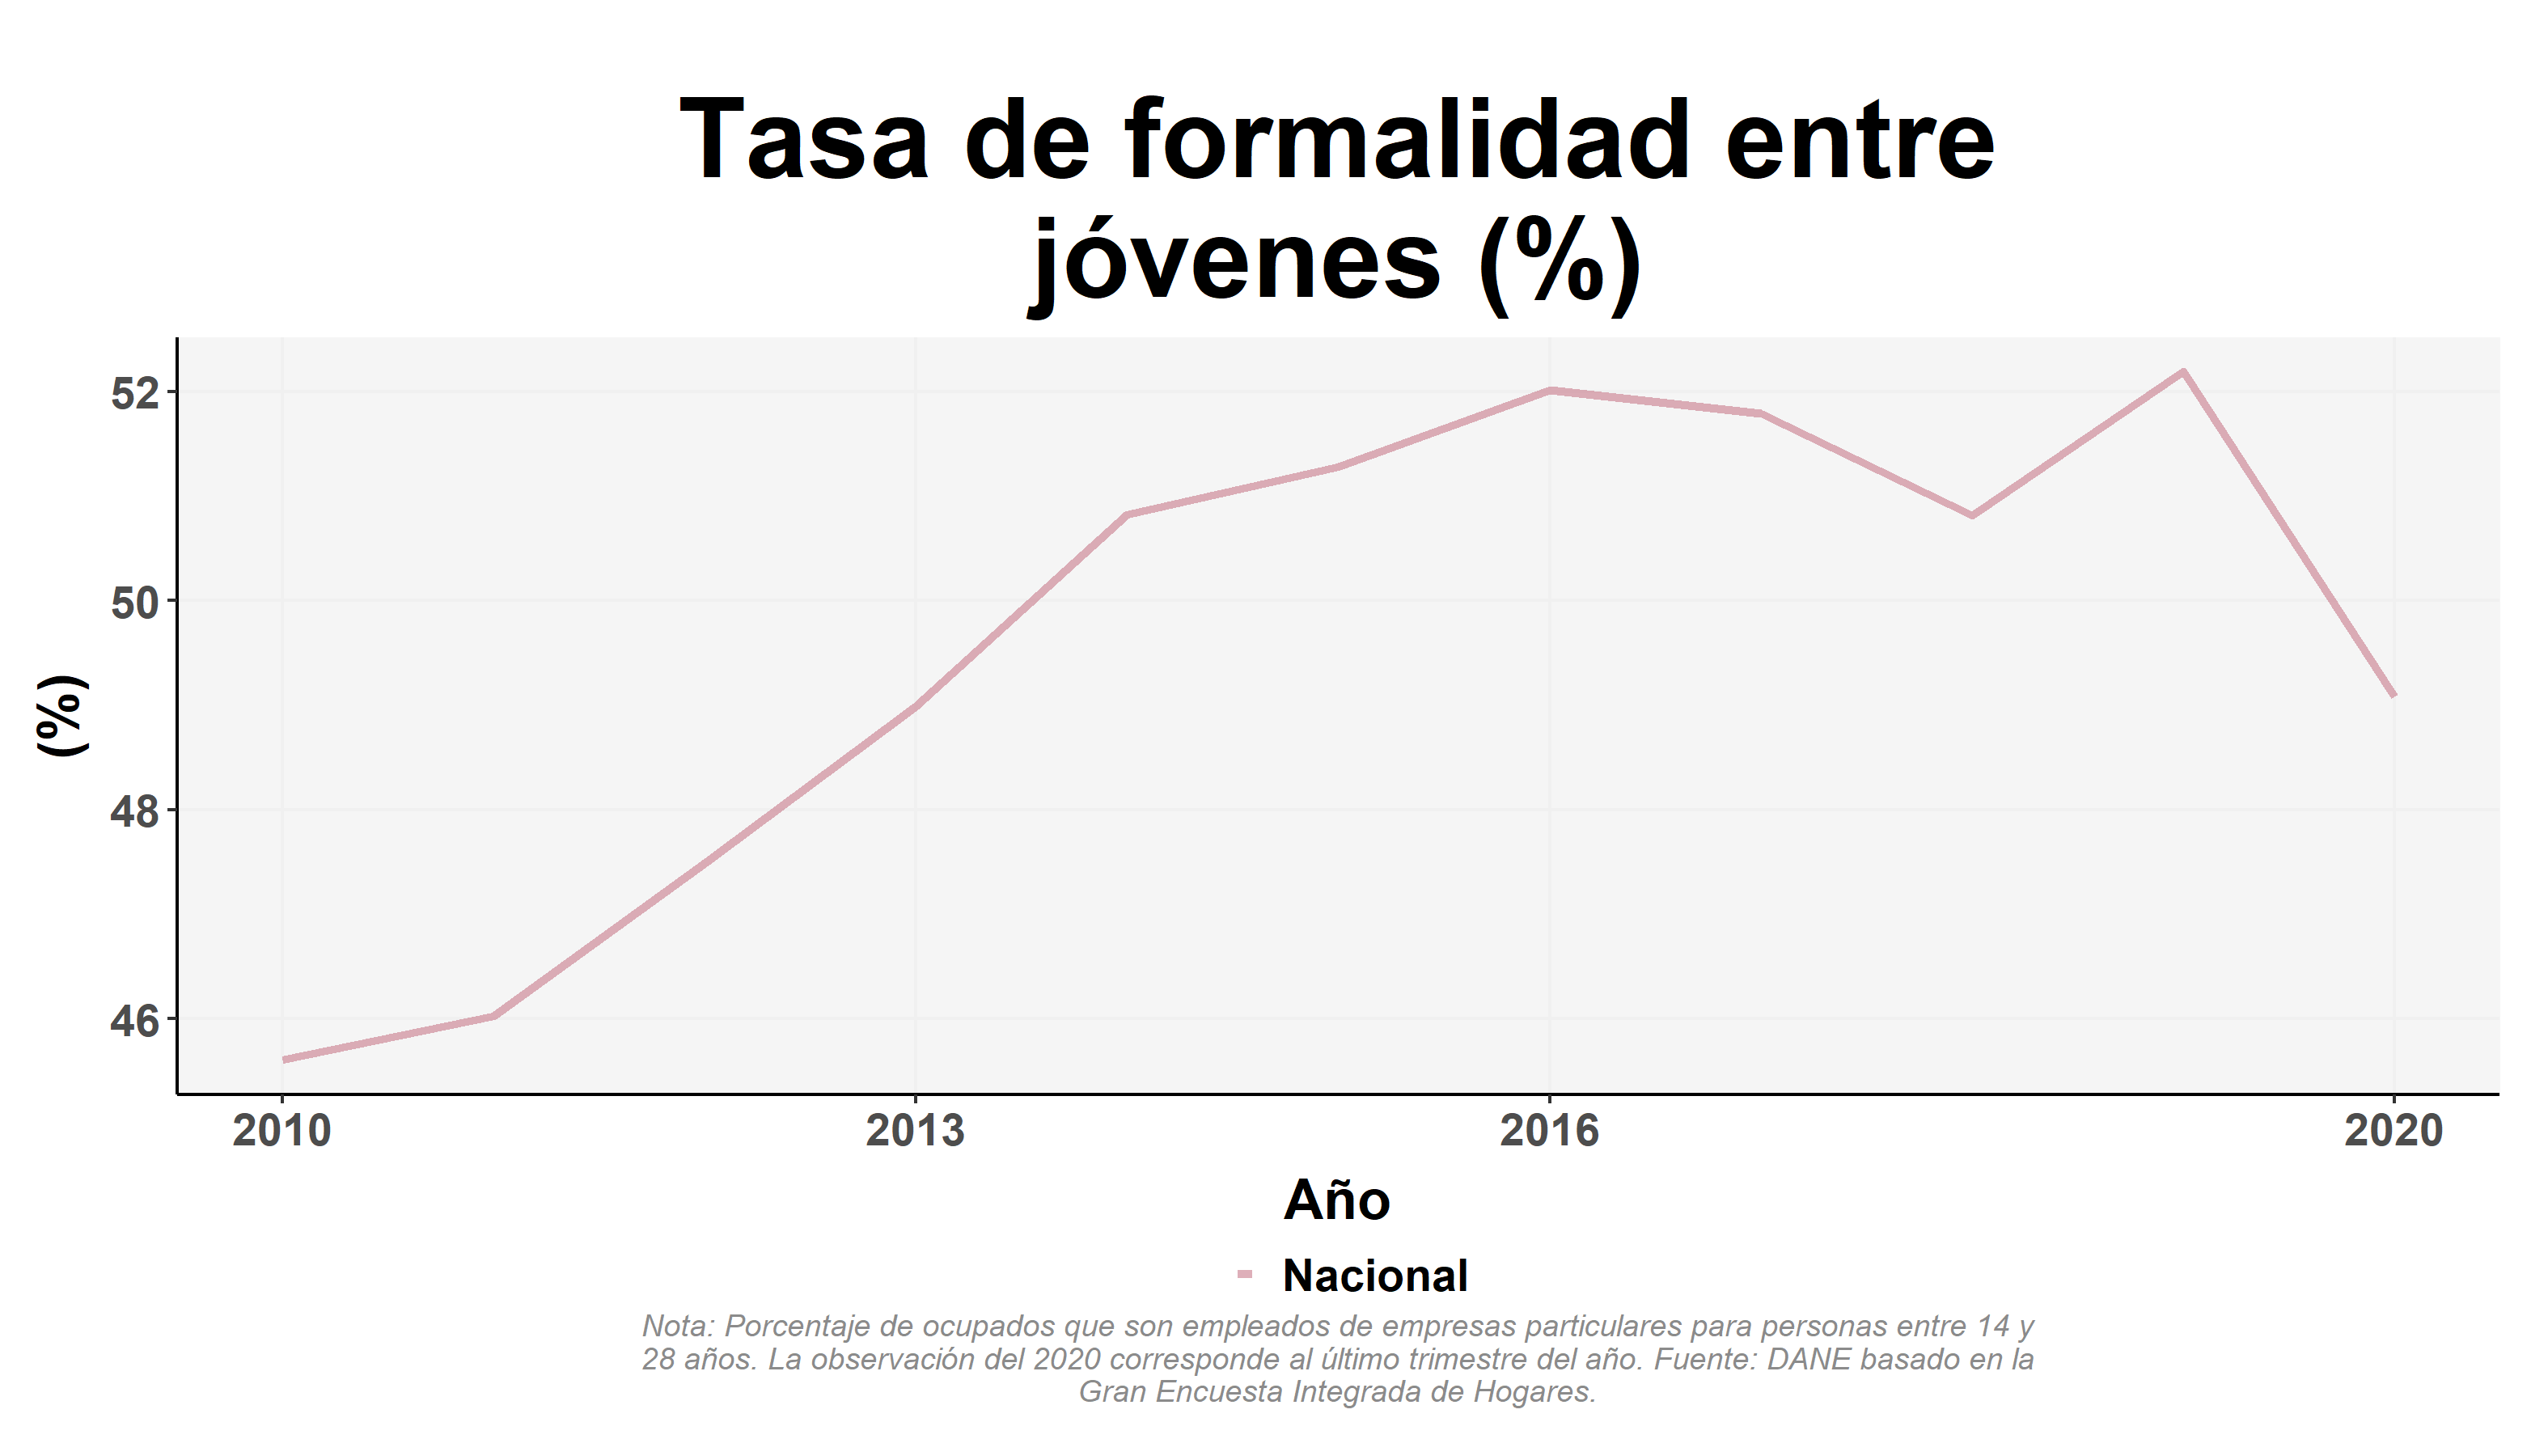 Tasa de formalidad entre
jóvenes (%)
52
50
48
46
(%)
2010 2013 2016 2020
Año
Nacional
Nota: Porcentaje de ocupados que son empleados de empresas particulares para personas entre 14 y
28 años. La observación del 2020 corresponde al último trimestre del año. Fuente: DANE basado en la
Gran Encuesta Integrada de Hogares.